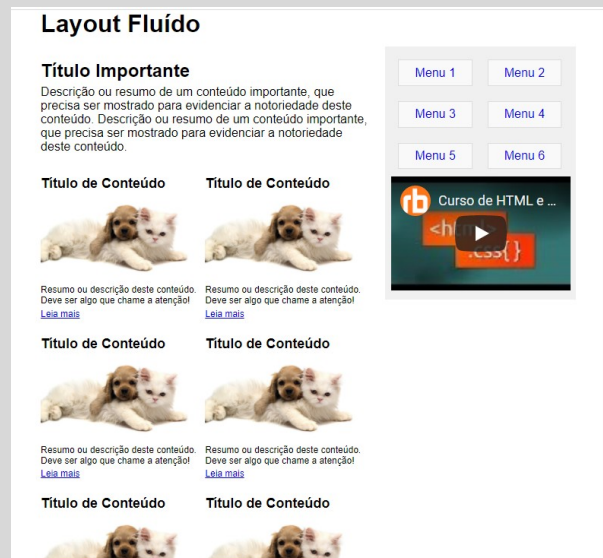 Layout Fluído
Título Importante
Descrição ou resumo de um conteúdo importante, que
precisa ser mostrado para evidenciar a notoriedade deste
conteúdo. Descrição ou resumo de um conteúdo importante,
que precisa ser mostrado para evidenciar a notoriedade
deste conteúdo.
Título de Conteúdo
Resumo ou descrição deste conteúdo.
Deve ser algo que chame a atenção!
Leia mais
Título de Conteúdo
Resumo ou descrição deste conteúdo.
Deve ser algo que chame a atenção!
Leia mais
Título de Conteúdo
Resumo ou descrição deste conteúdo.
Deve ser algo que chame a atenção!
Leia mais
Título de Conteúdo
Resumo ou descrição deste conteúdo.
Deve ser algo que chame a atenção!
Leia mais
Título de Conteúdo
Título de Conteúdo
Menu 1
Menu 2
Menu 3
Menu 4
Menu 5
Menu 6
rb
Curso de HTML e ...
<html>
.css{}